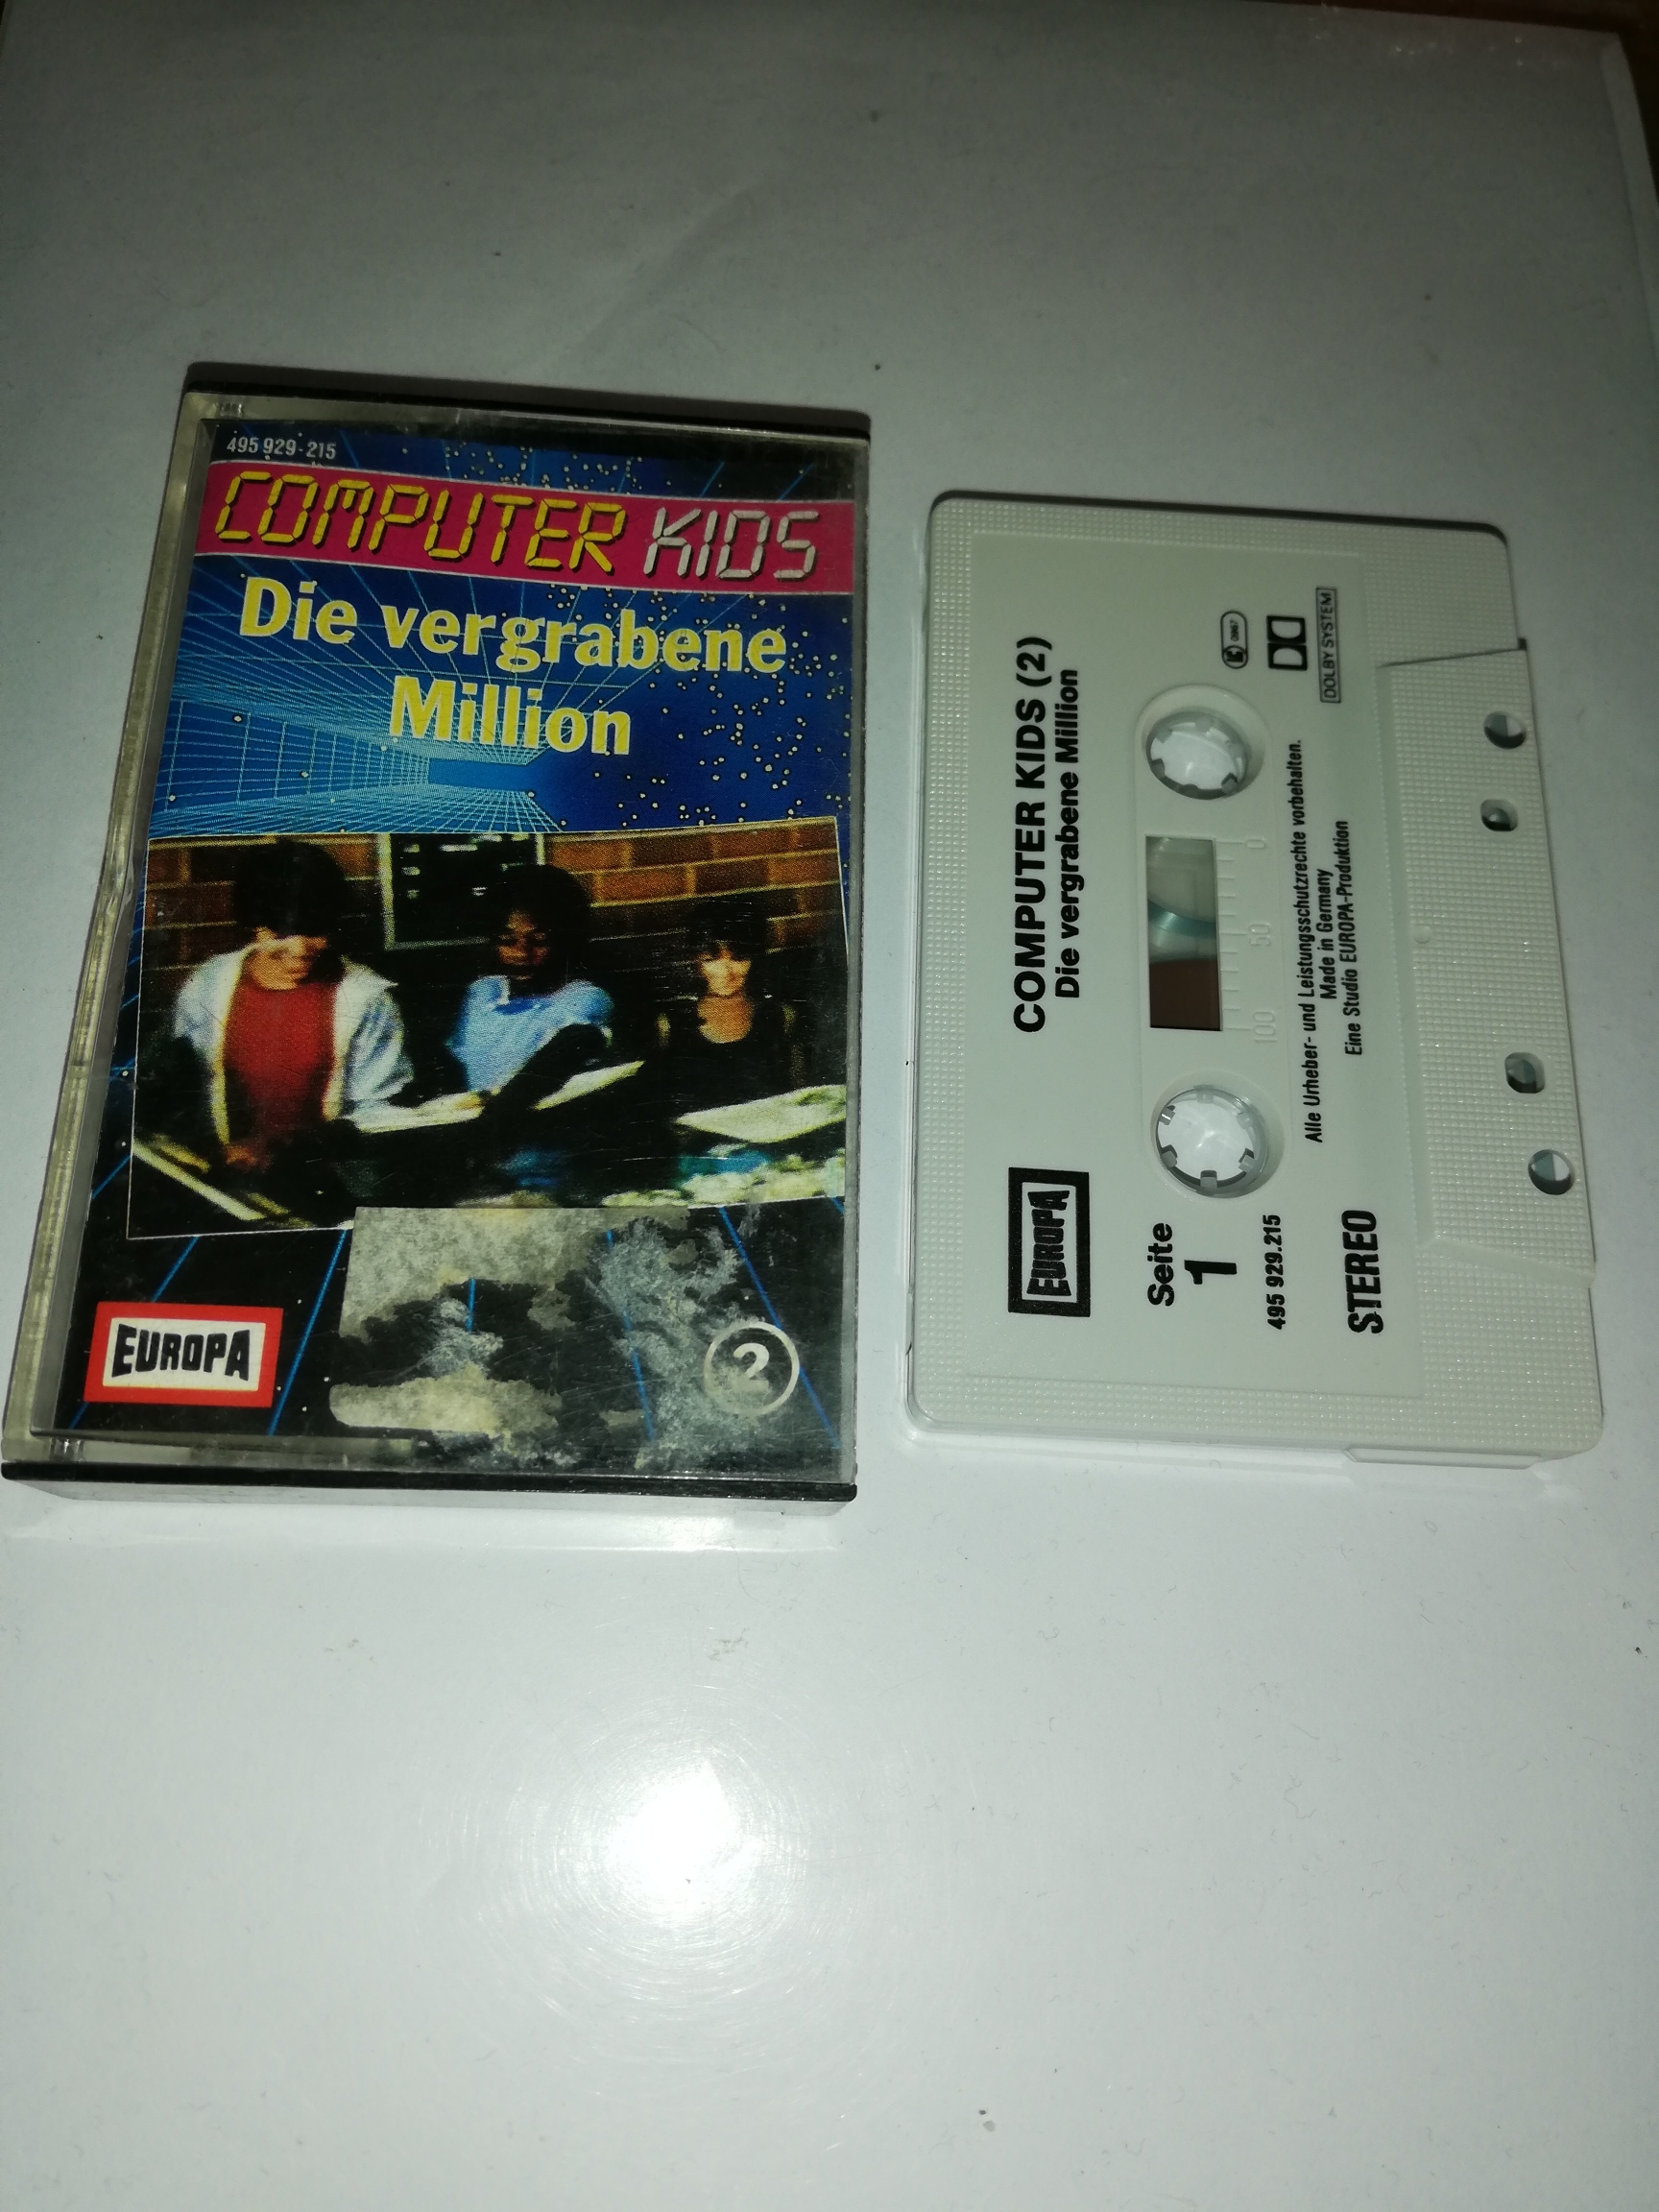 495 929-215
COMPUTER KIDS
Die vergrabene
Million
EUROPA
2
COMPUTER KIDS (2)
Die vergrabene Million
EUROPA
Seite
1
495 929.215
STEREO
0
50
100
DOLBY SYSTEM
Alle Urheber- und Leistungsschutzrechte vorbehalten.
Made in Germany
Eine Studio EUROPA-Produktion